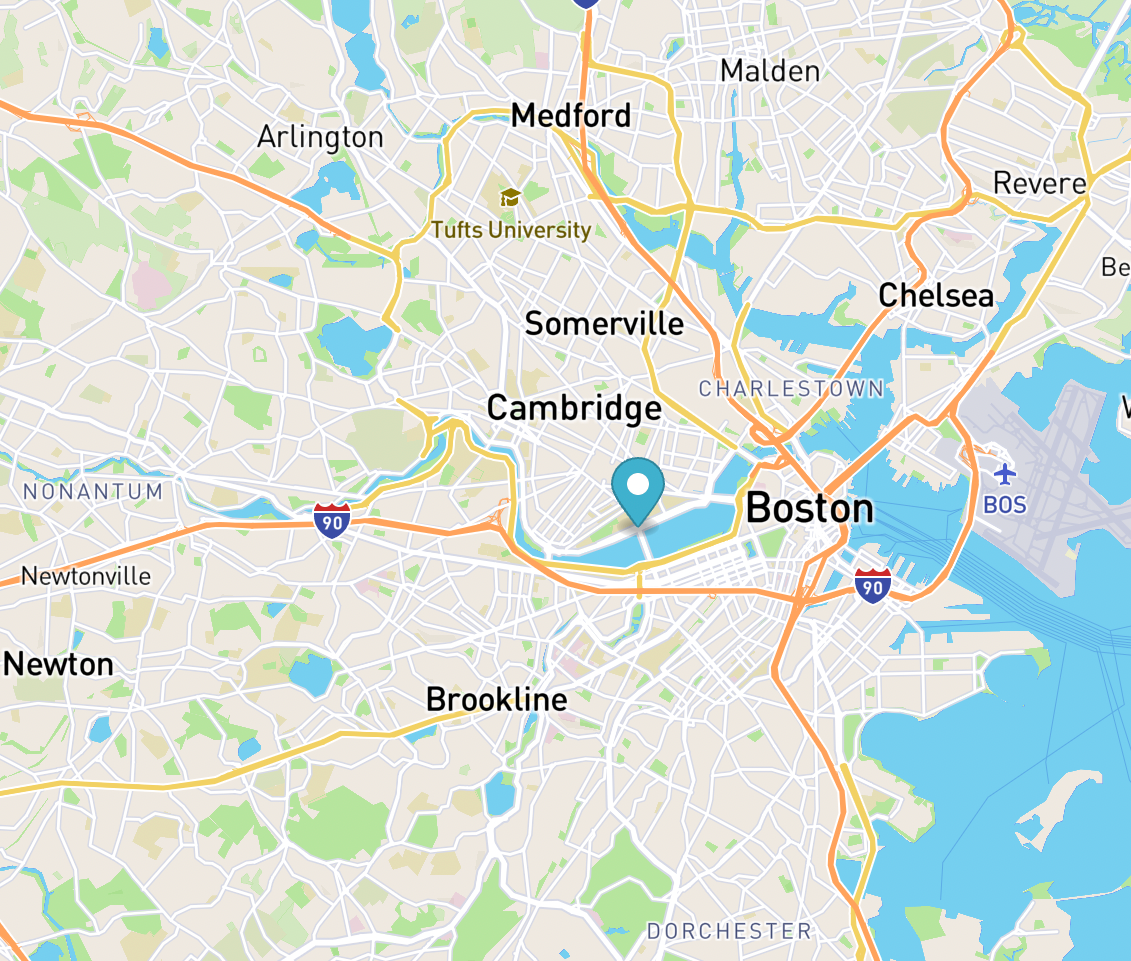 Malden
Medford
Arlington
Revere
Tufts University
Be
Chelsea
Somerville
CHARLESTOWN
Cambridge
NONANTUM
90
Boston
BOS
Newtonville
90
Newton
Brookline
DORCHESTER